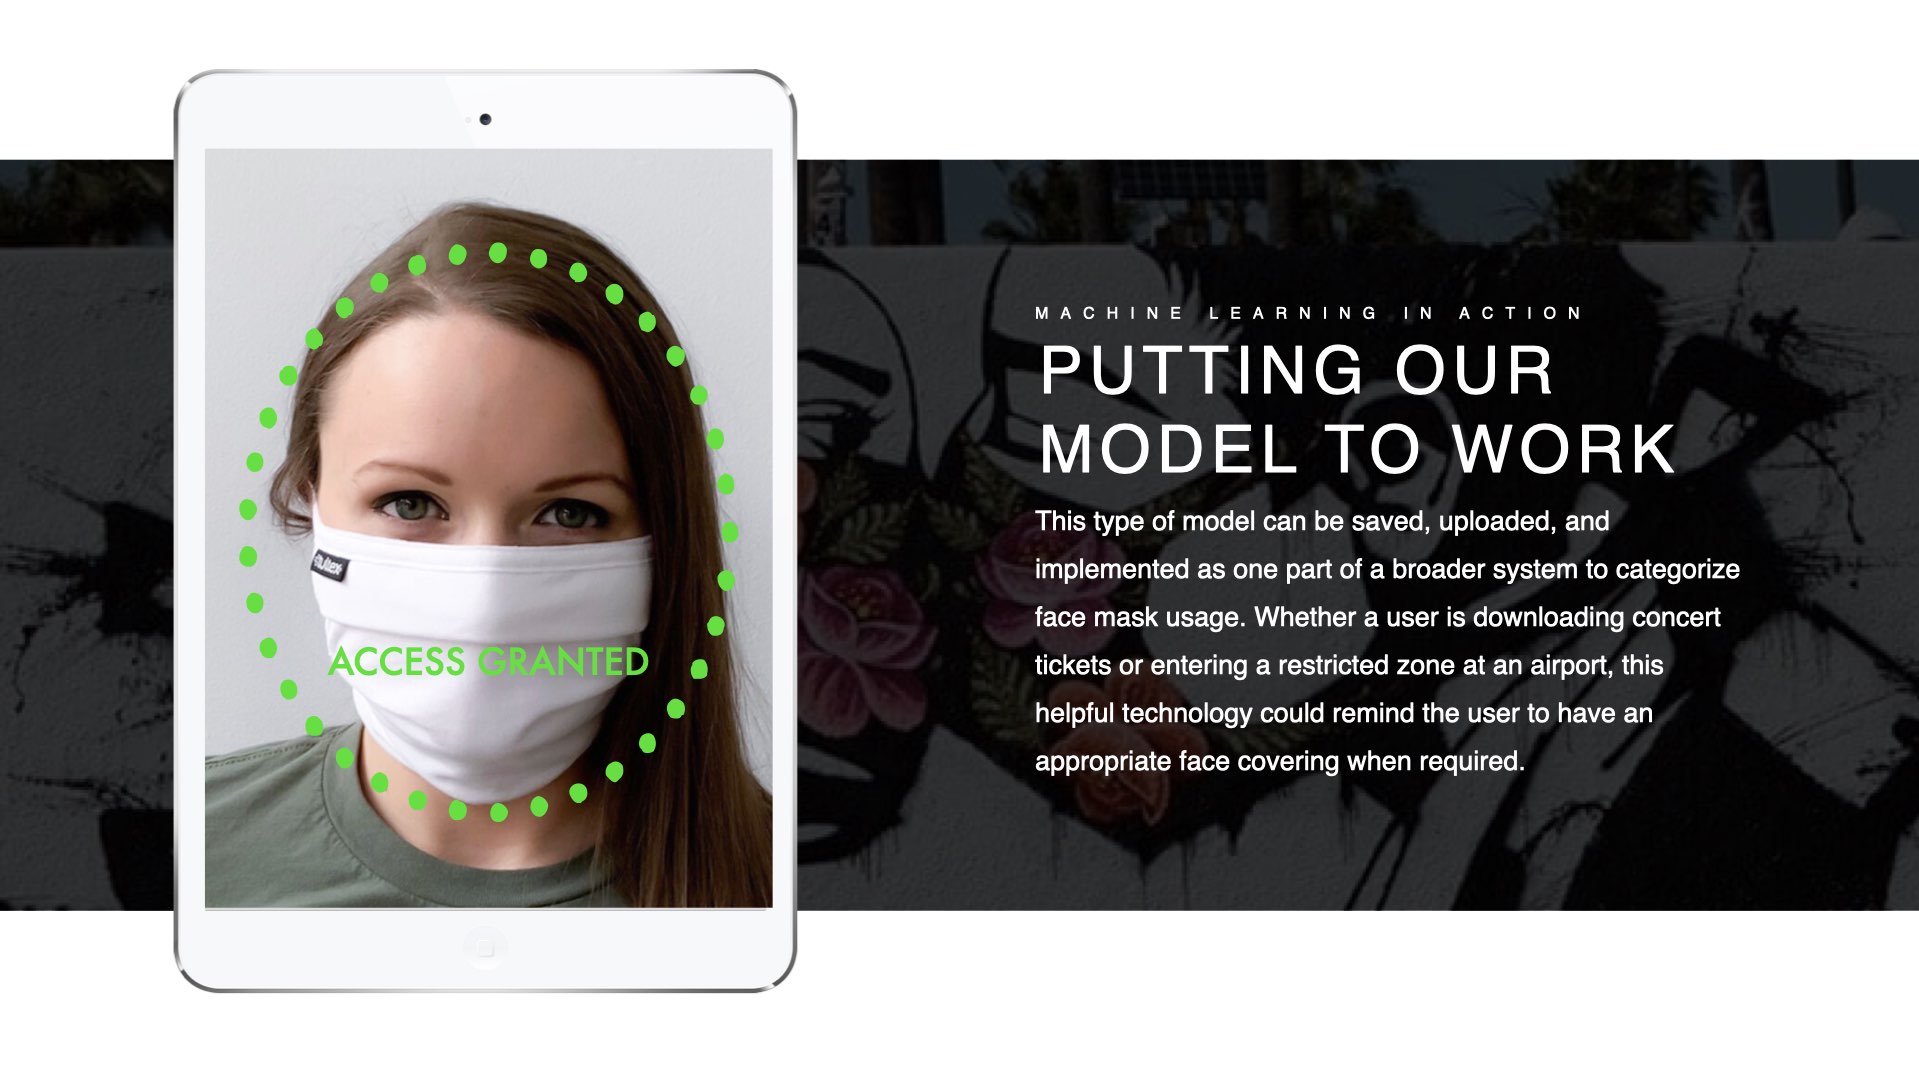 MACHINE LEARNING IN ACTION
PUTTING OUR
MODEL TO WORK
This type of model can be saved, uploaded, and
implemented as one part of a broader system to categorize
face mask usage. Whether a user is downloading concert
tickets or entering a restricted zone at an airport, this
helpful technology could remind the user to have an
appropriate face covering when required.
ACCESS GRANTED